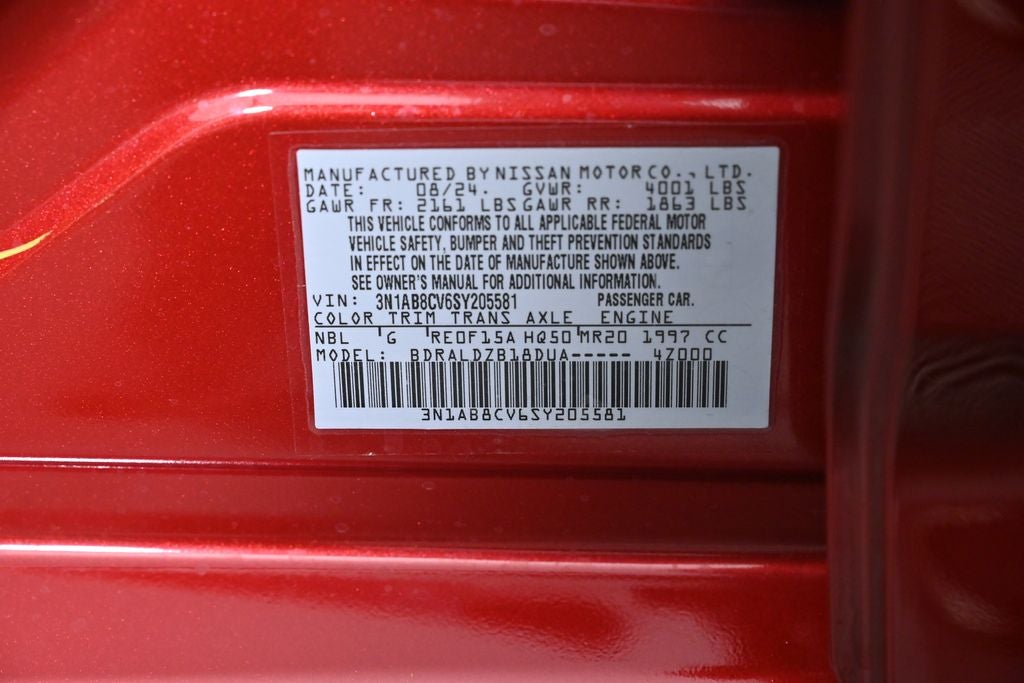 MANUFACTURED BY NISSAN MOTOR CO., LTD.
DATE: 08/24. GVWR: 4001 LBS
GAWR FR: 2161 LBS GAWR RR: 1863 LBS
THIS VEHICLE CONFORMS TO ALL APPLICABLE FEDERAL MOTOR
VEHICLE SAFETY, BUMPER AND THEFT PREVENTION STANDARDS
IN EFFECT ON THE DATE OF MANUFACTURE SHOWN ABOVE.
SEE OWNER'S MANUAL FOR ADDITIONAL INFORMATION.
VIN: 3N1AB8CV6SY205581 PASSENGER CAR.
COLOR TRIM TRANS AXLE ENGINE
NBL G RE0F15A HQ50 MR20 1997 CC
MODEL: BDRALDZB18DUA----- 4Z000
3N1AB8CV6SY205581